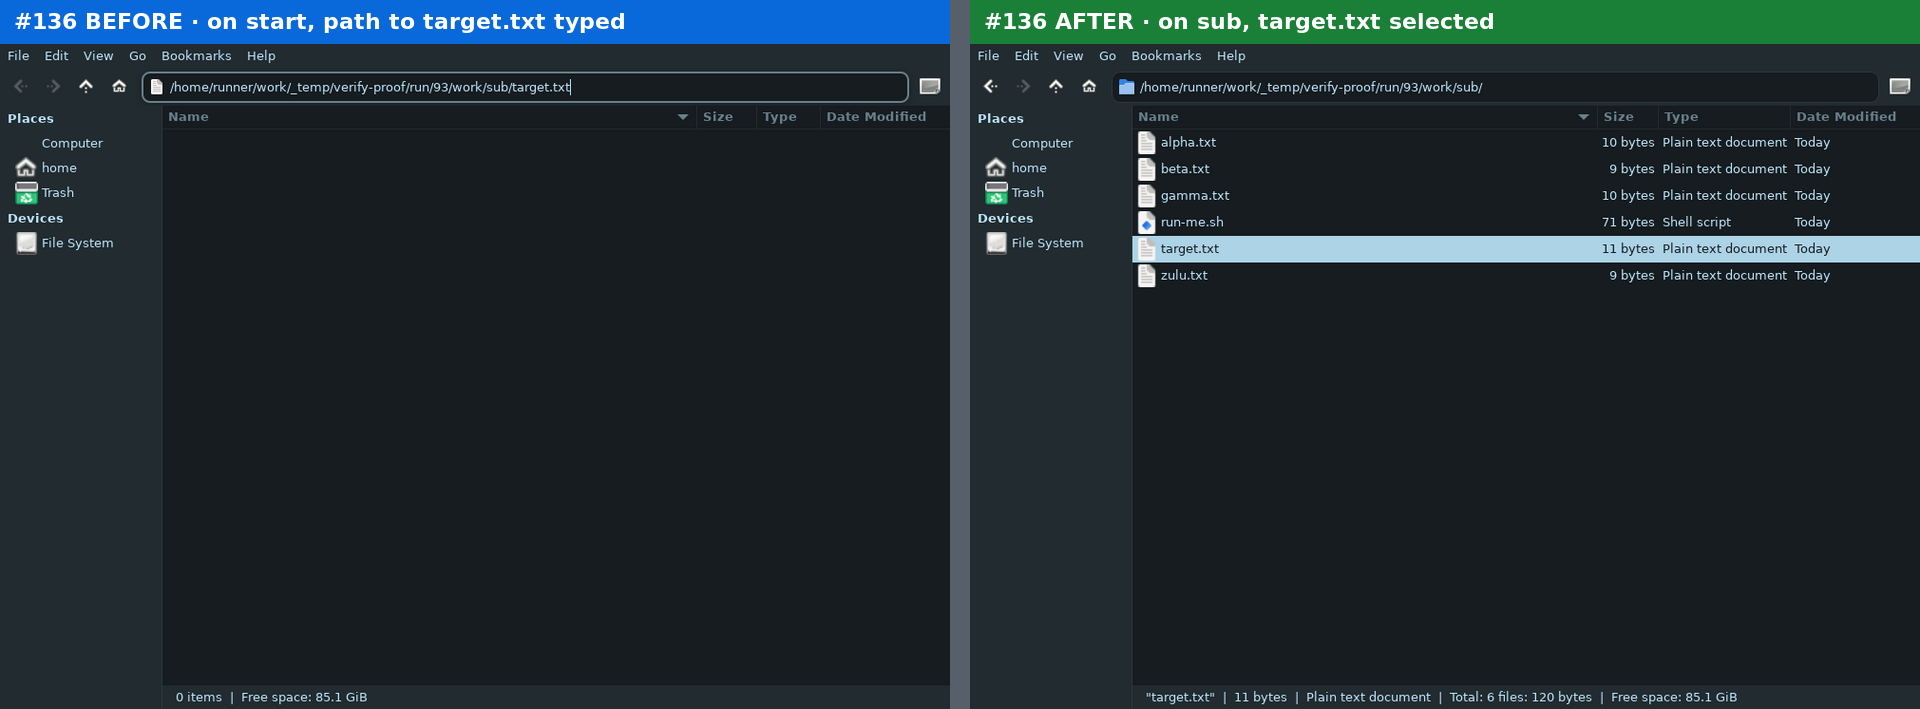 #136 BEFORE · on start, path to target.txt typed
File Edit View Go Bookmarks Help
/home/runner/work/_temp/verify-proof/run/93/work/sub/target.txt
Places
Computer
home
Trash
Devices
File System
Name Size Type Date Modified
0 items | Free space: 85.1 GiB
#136 AFTER · on sub, target.txt selected
File Edit View Go Bookmarks Help
/home/runner/work/_temp/verify-proof/run/93/work/sub/
Places
Computer
home
Trash
Devices
File System
Name Size Type Date Modified
alpha.txt 10 bytes Plain text document Today
beta.txt 9 bytes Plain text document Today
gamma.txt 10 bytes Plain text document Today
run-me.sh 71 bytes Shell script Today
target.txt 11 bytes Plain text document Today
zulu.txt 9 bytes Plain text document Today
"target.txt" | 11 bytes | Plain text document | Total: 6 files: 120 bytes | Free space: 85.1 GiB